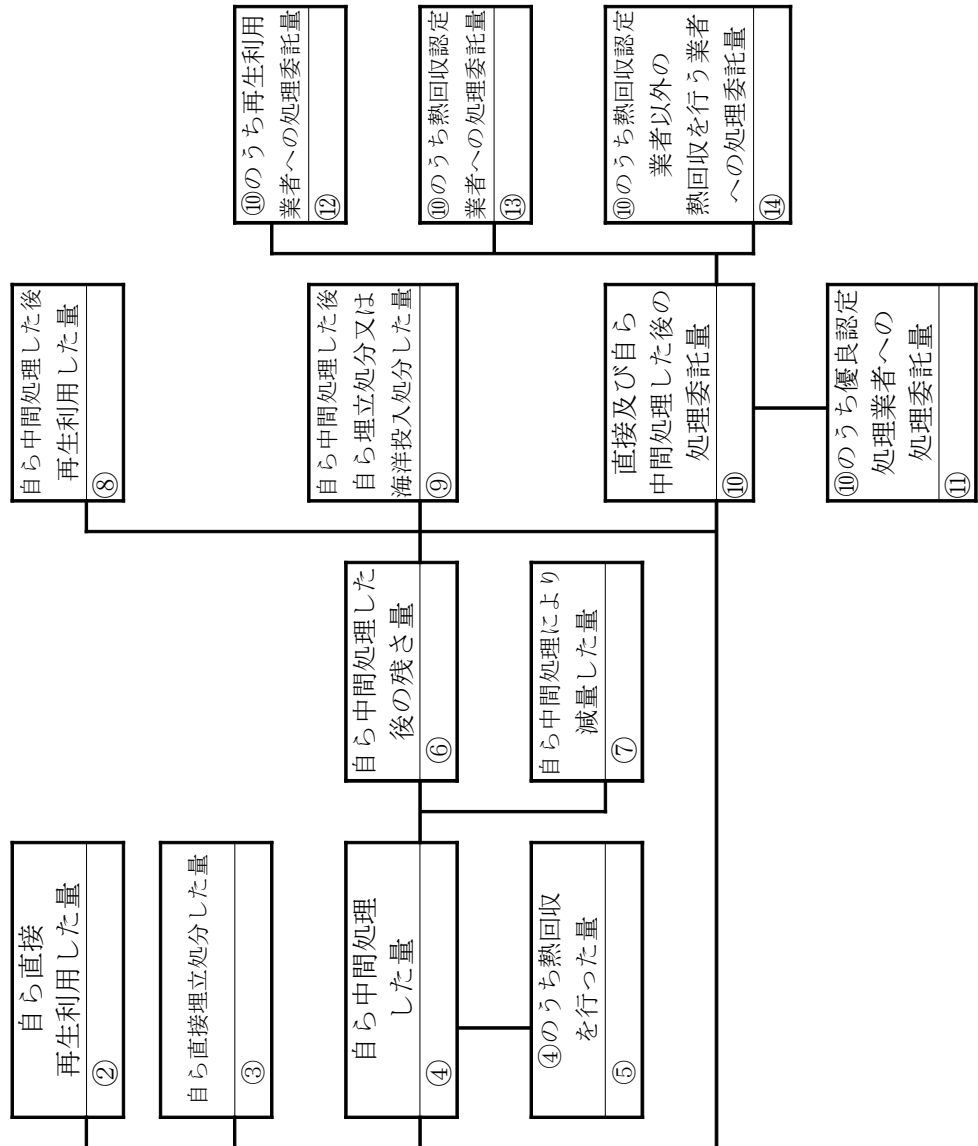 自ら直接
再生利用した量
②
自ら直接埋立処分した量
③
自ら中間処理
した量
④
④のうち熱回収
を行った量
⑤
自ら中間処理した
後の残さ量
⑥
自ら中間処理により
減量した量
⑦
自ら中間処理した後
再生利用した量
⑧
自ら中間処理した後
自ら埋立処分又は
海洋投入処分した量
⑨
直接及び自ら
中間処理した後の
処理委託量
⑩
⑩のうち優良認定
処理業者への
処理委託量
⑪
⑩のうち再生利用
業者への処理委託量
⑫
⑩のうち熱回収認定
業者への処理委託量
⑬
⑩のうち熱回収認定
業者以外の
熱回収を行う業者
への処理委託量
⑭